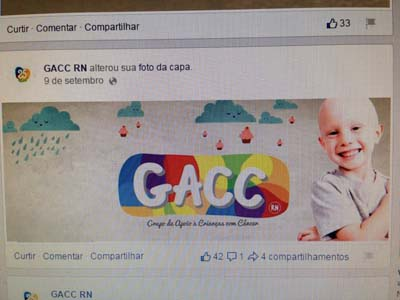 Curtir · Comentar · Compartilhar 33
GACC RN alterou sua foto da capa.
9 de setembro
GACC
RN
Grupo de Apoio à Crianças com Câncer
Curtir Comentar Compartilhar 42 1 4 compartilhamentos
GACC RN